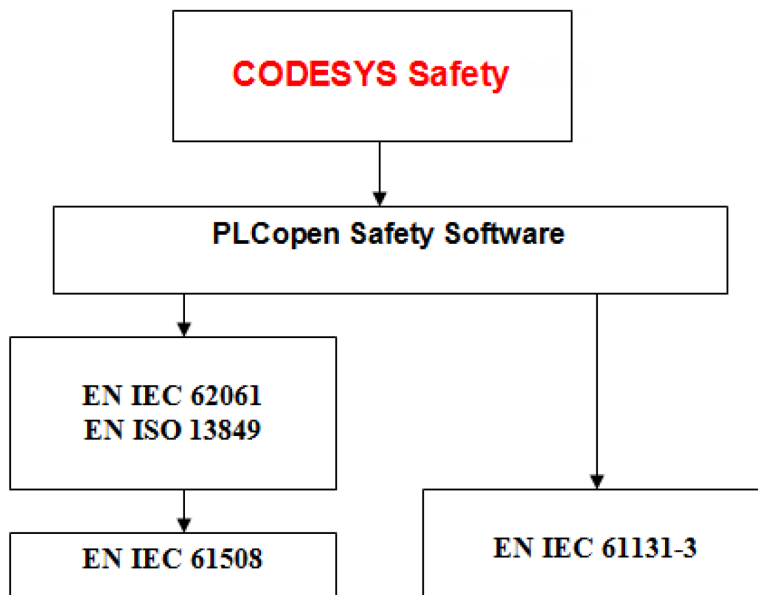 CODESYS Safety
PLCopen Safety Software
EN IEC 62061
EN ISO 13849
EN IEC 61508
EN IEC 61131-3